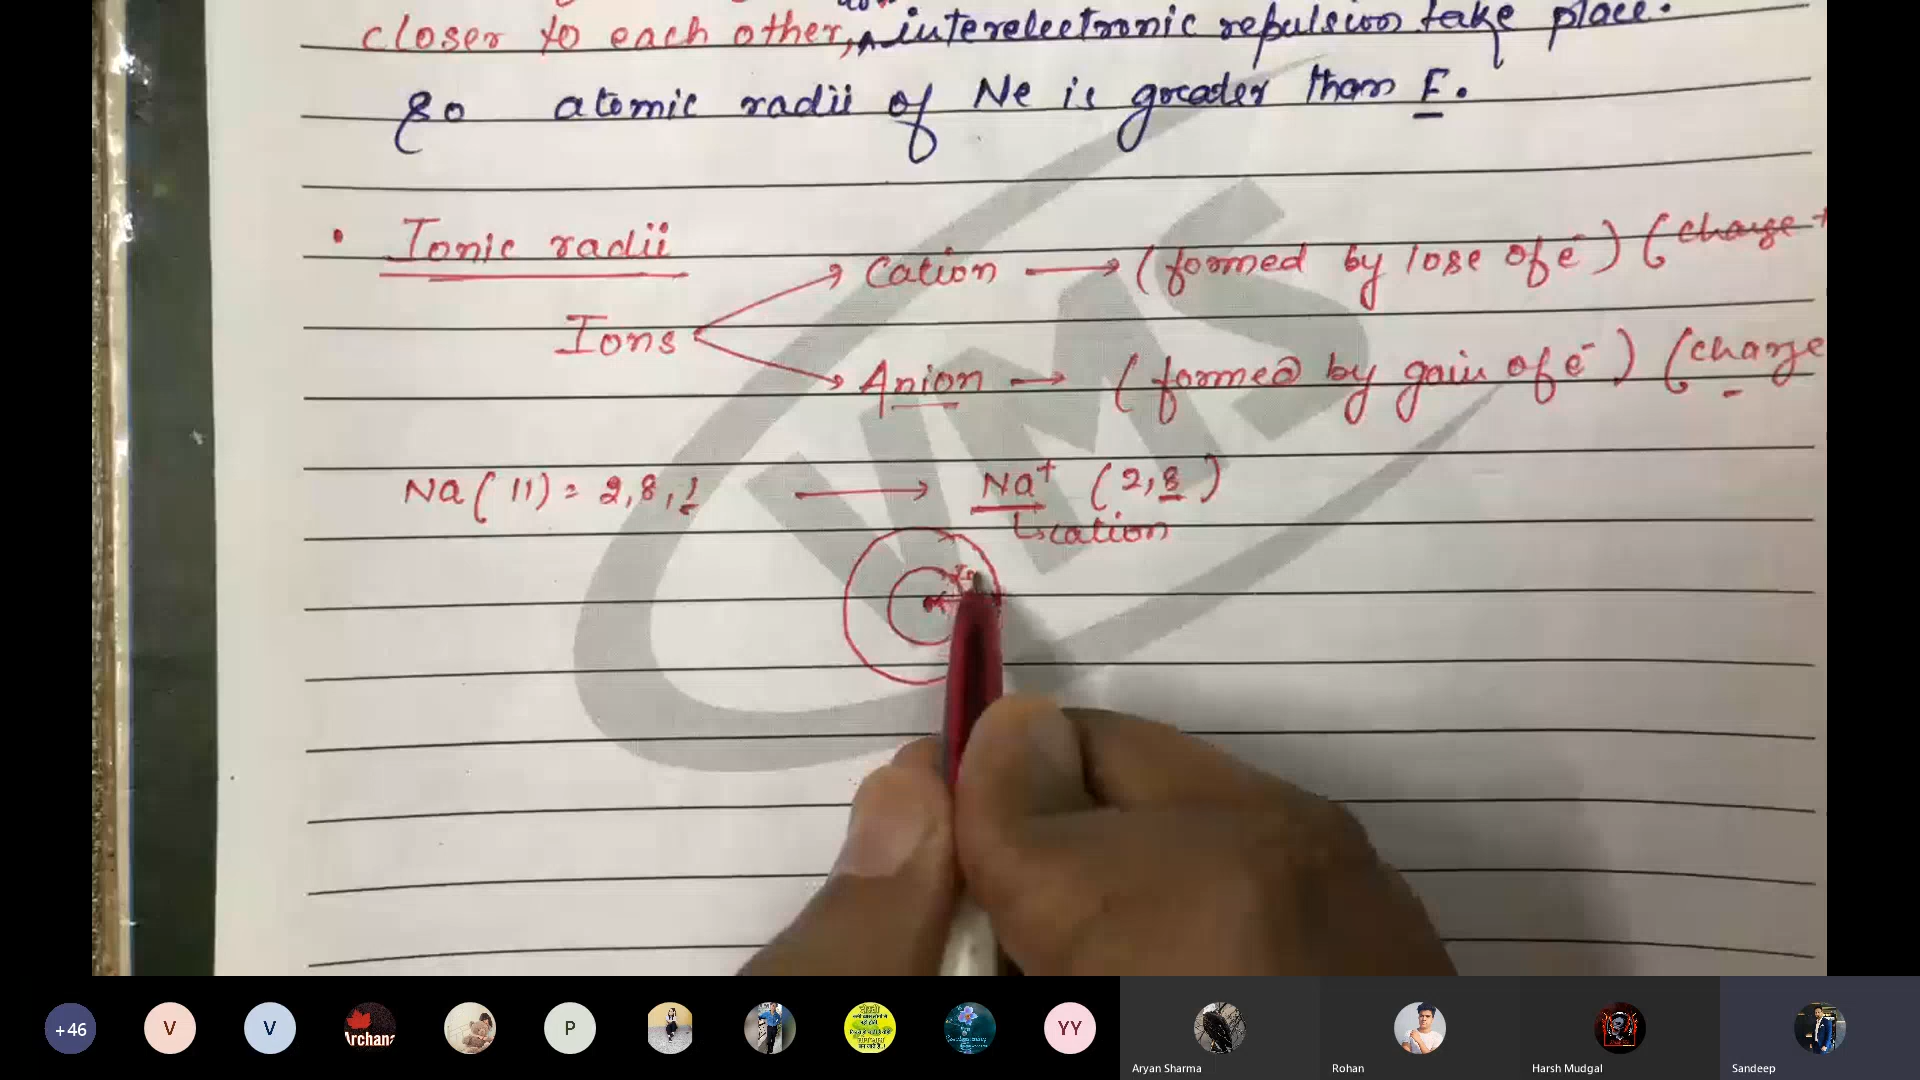 closer to each other, interelectronic repulsion take place.
So atomic radii of Ne is greater than F.
• Ionic radii
Cation → (formed by lose of e⁻) (charge +
Ions
Anion → (formed by gain of e⁻) (charge
-
Na(11) = 2,8,1 → Na⁺ (2,8)
↳ cation
VMS
+46 V V Archana P YY
Aryan Sharma Rohan Harsh Mudgal Sandeep